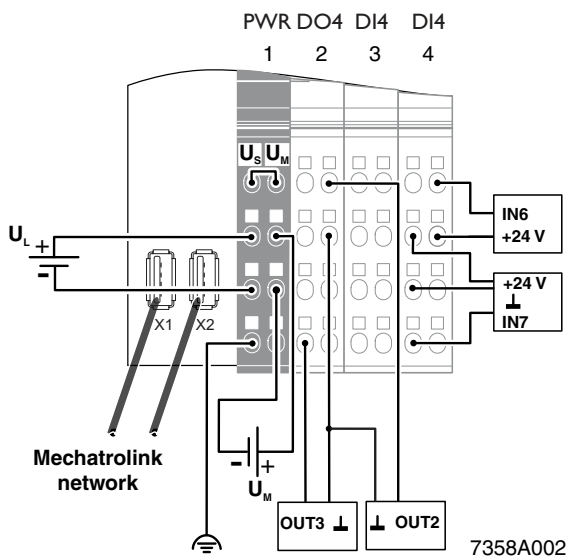 PWR DO4 DI4 DI4
1 2 3 4
US UM
IN6
+24 V
UL + -
+24 V
⊥
IN7
X1 X2
Mechatrolink
network
- +
UM
OUT3 ⊥ ⊥ OUT2
7358A002